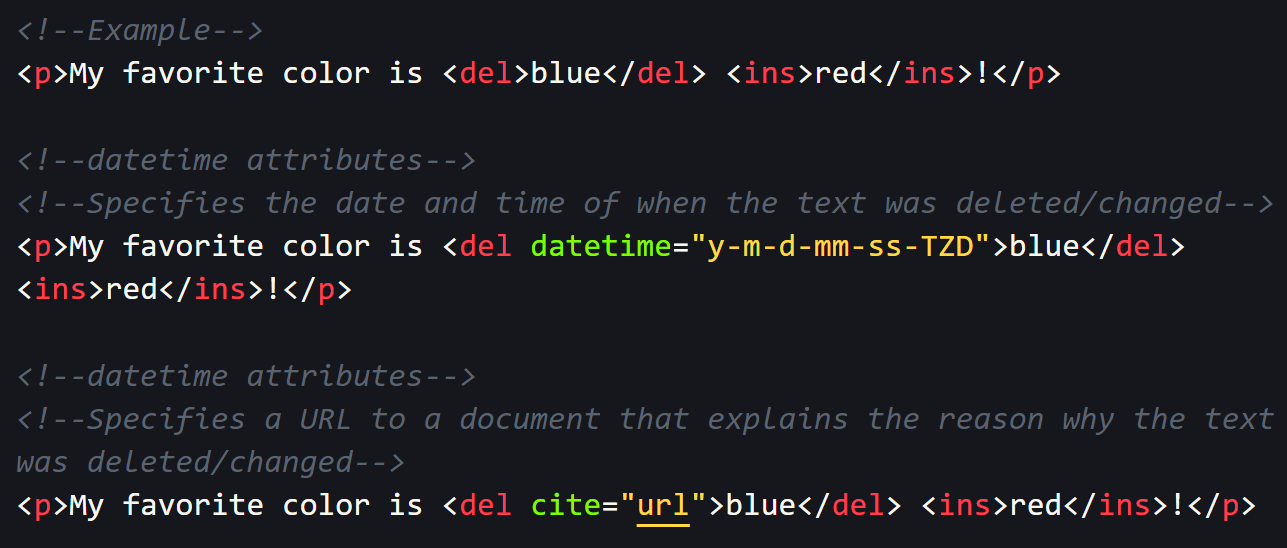 <!--Example-->
<p>My favorite color is <del>blue</del> <ins>red</ins>!</p>
<!--datetime attributes-->
<!--Specifies the date and time of when the text was deleted/changed-->
<p>My favorite color is <del datetime="y-m-d-mm-ss-TZD">blue</del>
<ins>red</ins>!</p>
<!--datetime attributes-->
<!--Specifies a URL to a document that explains the reason why the text
was deleted/changed-->
<p>My favorite color is <del cite="url">blue</del> <ins>red</ins>!</p>